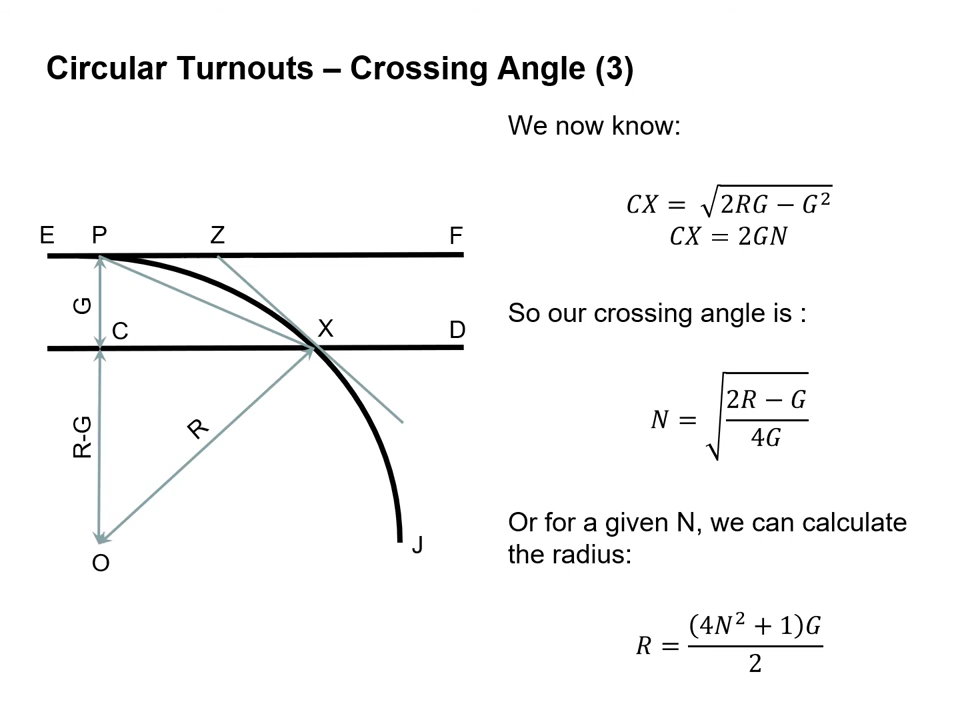 Circular Turnouts – Crossing Angle (3)
We now know:
CX = √(2RG − G²)
CX = 2GN
E P Z F
G
C X D
So our crossing angle is :
N = √((2R − G)/4G)
R-G
R
O
J
Or for a given N, we can calculate
the radius:
R = (4N² + 1)G / 2